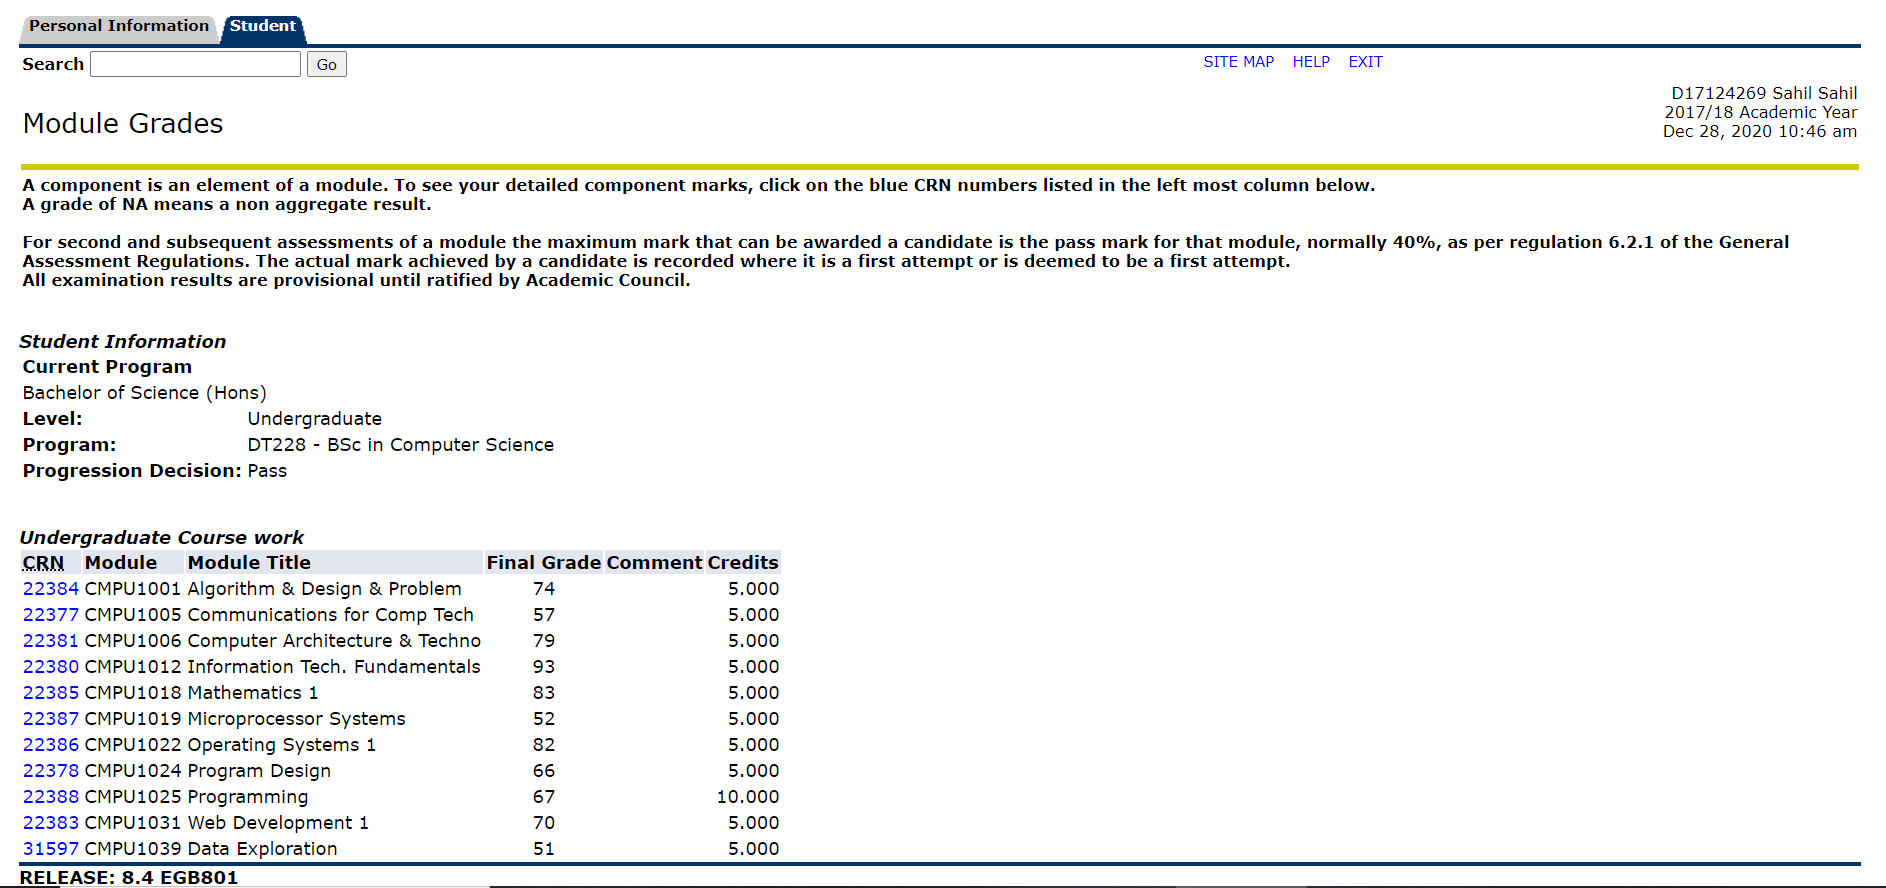 Personal Information Student
Search Go
SITE MAP HELP EXIT
D17124269 Sahil Sahil
2017/18 Academic Year
Dec 28, 2020 10:46 am
Module Grades
A component is an element of a module. To see your detailed component marks, click on the blue CRN numbers listed in the left most column below.
A grade of NA means a non aggregate result.
For second and subsequent assessments of a module the maximum mark that can be awarded a candidate is the pass mark for that module, normally 40%, as per regulation 6.2.1 of the General
Assessment Regulations. The actual mark achieved by a candidate is recorded where it is a first attempt or is deemed to be a first attempt.
All examination results are provisional until ratified by Academic Council.
Student Information
Current Program
Bachelor of Science (Hons)
Level: Undergraduate
Program: DT228 - BSc in Computer Science
Progression Decision: Pass
Undergraduate Course work
CRN Module Module Title Final Grade Comment Credits
22384 CMPU1001 Algorithm & Design & Problem 74 5.000
22377 CMPU1005 Communications for Comp Tech 57 5.000
22381 CMPU1006 Computer Architecture & Techno 79 5.000
22380 CMPU1012 Information Tech. Fundamentals 93 5.000
22385 CMPU1018 Mathematics 1 83 5.000
22387 CMPU1019 Microprocessor Systems 52 5.000
22386 CMPU1022 Operating Systems 1 82 5.000
22378 CMPU1024 Program Design 66 5.000
22388 CMPU1025 Programming 67 10.000
22383 CMPU1031 Web Development 1 70 5.000
31597 CMPU1039 Data Exploration 51 5.000
RELEASE: 8.4 EGB801